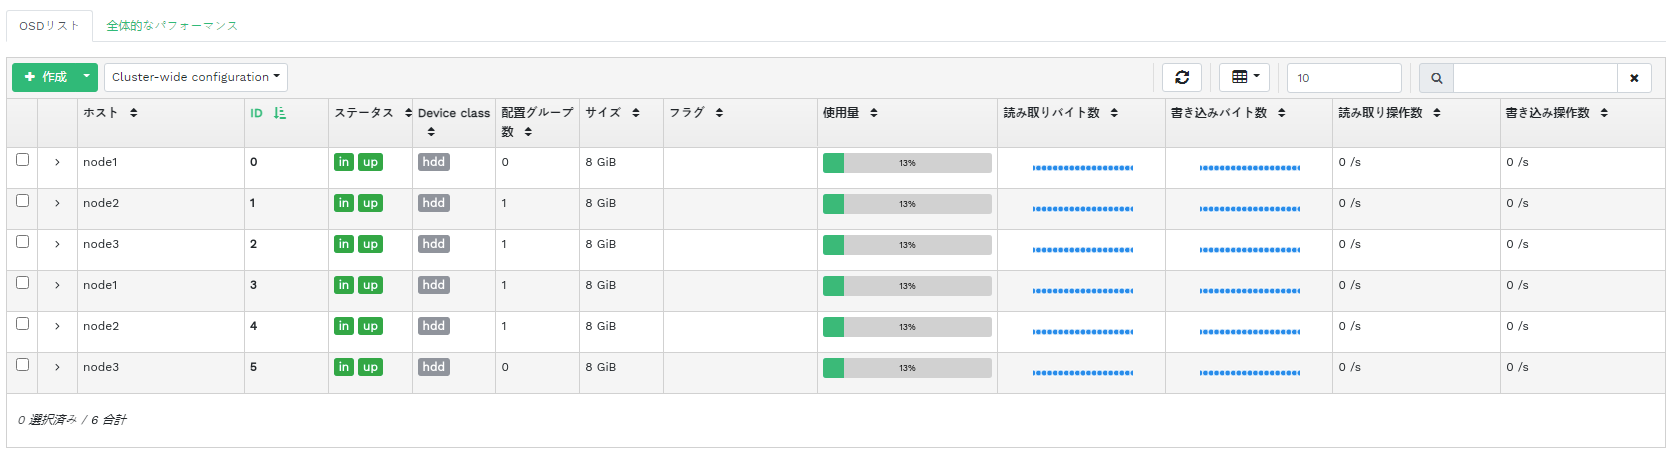 OSDリスト 全体的なパフォーマンス
作成 Cluster-wide configuration 10
ホスト ID ステータス Device class 配置グループ数 サイズ フラグ 使用量 読み取りバイト数 書き込みバイト数 読み取り操作数 書き込み操作数
node1 0 in up hdd 0 8 GiB 13% 0 /s 0 /s
node2 1 in up hdd 1 8 GiB 13% 0 /s 0 /s
node3 2 in up hdd 1 8 GiB 13% 0 /s 0 /s
node1 3 in up hdd 1 8 GiB 13% 0 /s 0 /s
node2 4 in up hdd 1 8 GiB 13% 0 /s 0 /s
node3 5 in up hdd 0 8 GiB 13% 0 /s 0 /s
0 選択済み / 6 合計